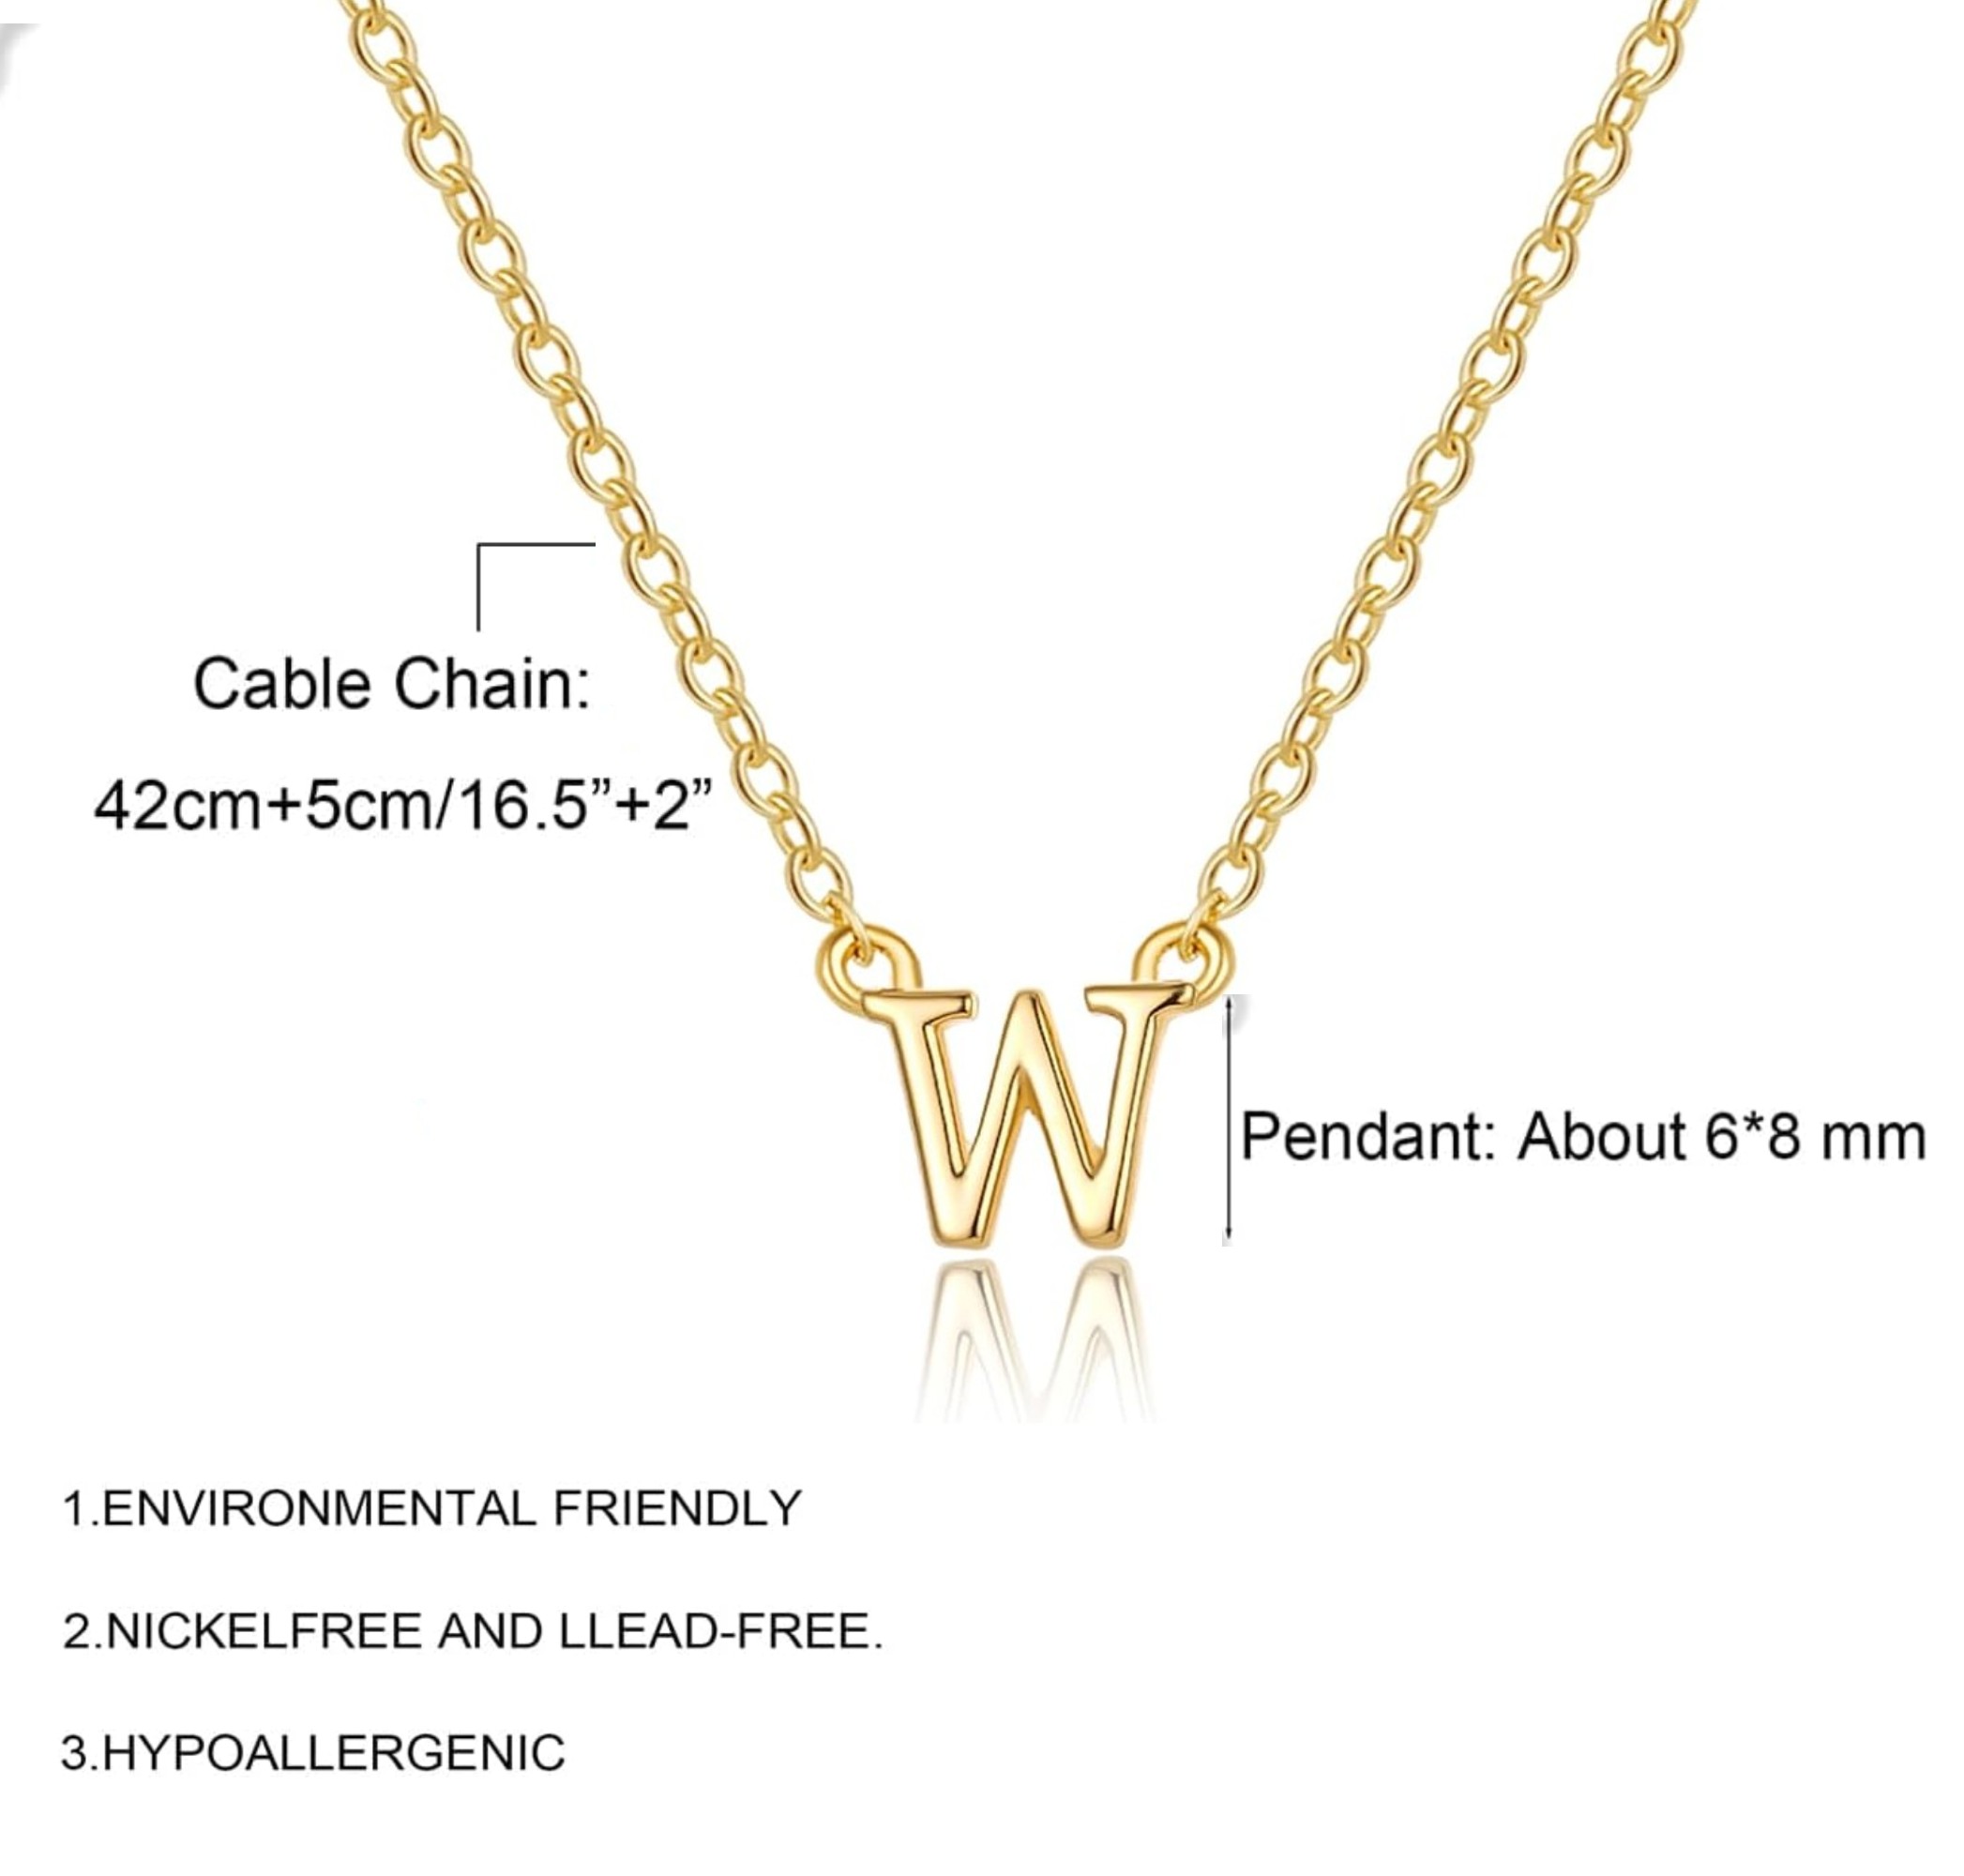 Cable Chain:
42cm+5cm/16.5”+2”
W
Pendant: About 6*8 mm
1.ENVIRONMENTAL FRIENDLY
2.NICKELFREE AND LLEAD-FREE.
3.HYPOALLERGENIC